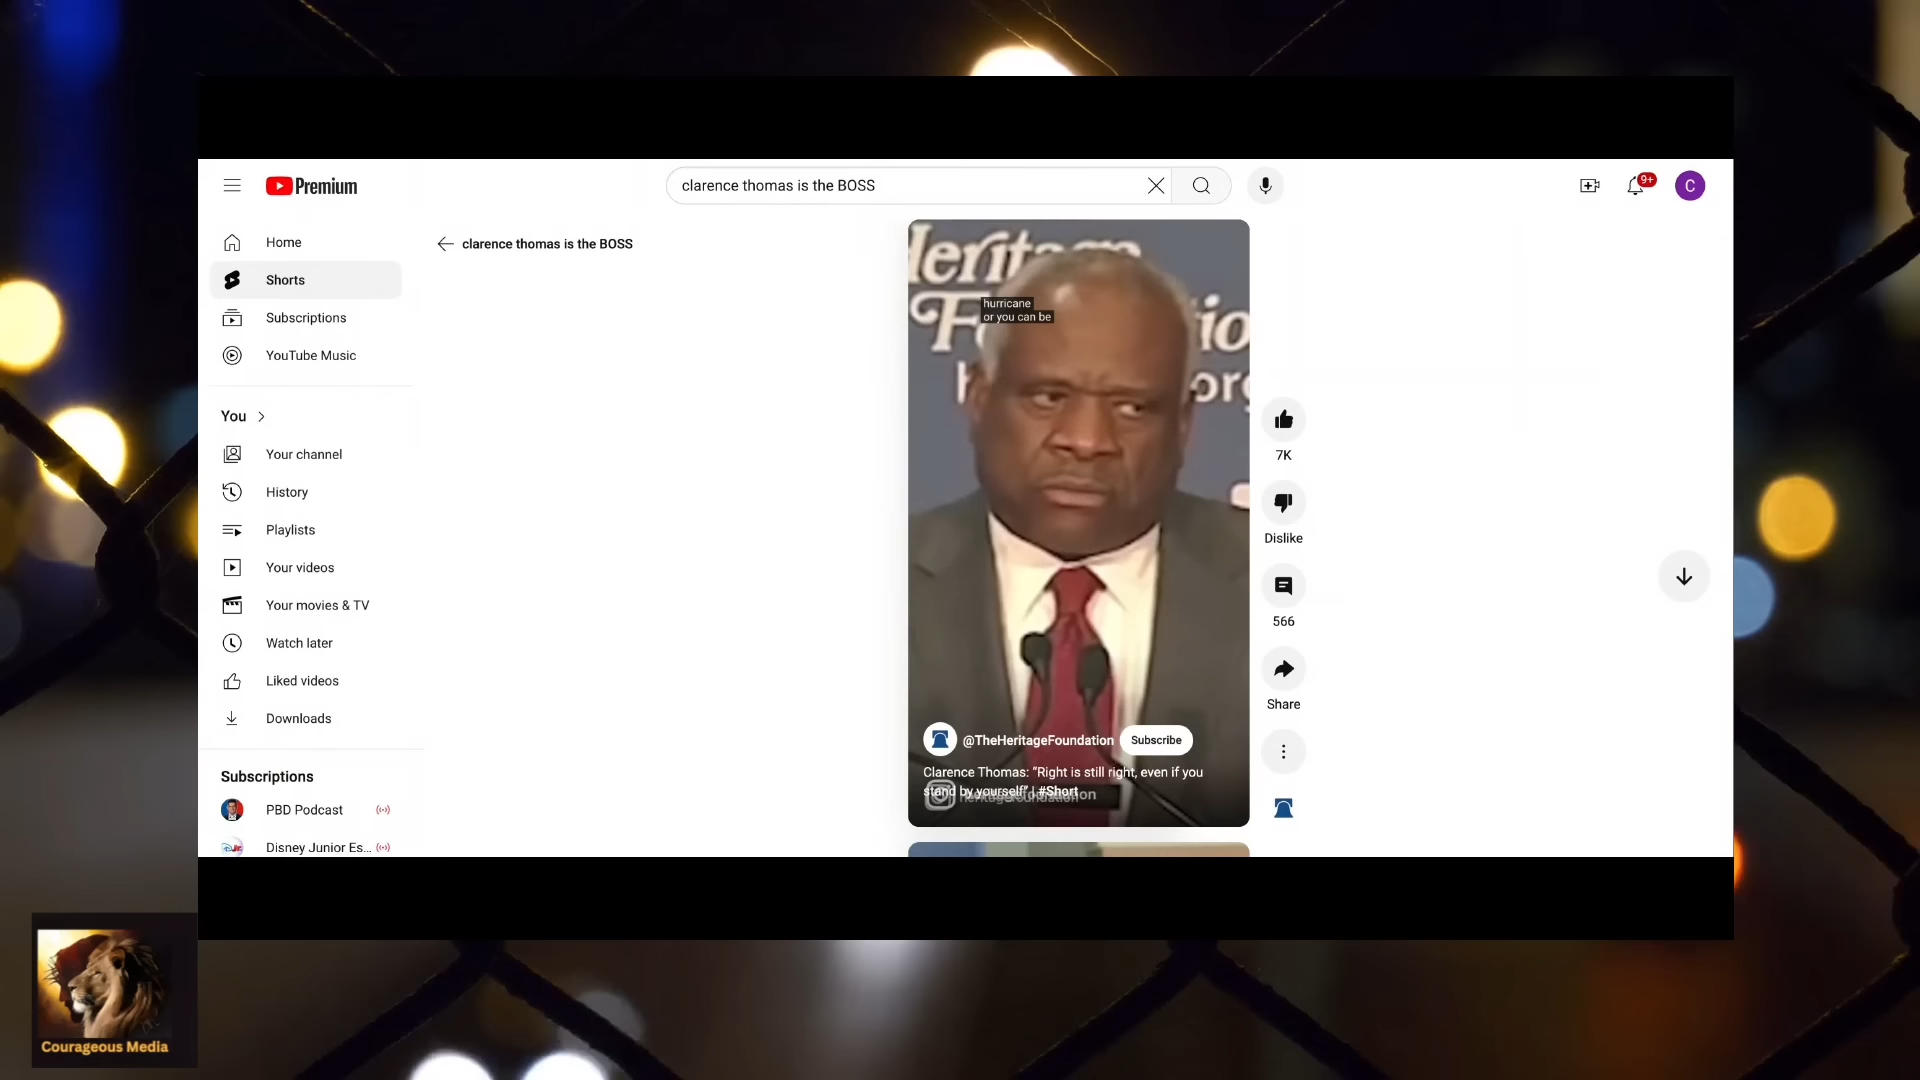 Premium
clarence thomas is the BOSS
9+
C
Home
Shorts
Subscriptions
YouTube Music
You
Your channel
History
Playlists
Your videos
Your movies & TV
Watch later
Liked videos
Downloads
Subscriptions
PBD Podcast
Disney Junior Es...
clarence thomas is the BOSS
hurricane
or you can be
@TheHeritageFoundation
Subscribe
Clarence Thomas: “Right is still right, even if you
stand by yourself” | #Short
7K
Dislike
566
Share
Courageous Media